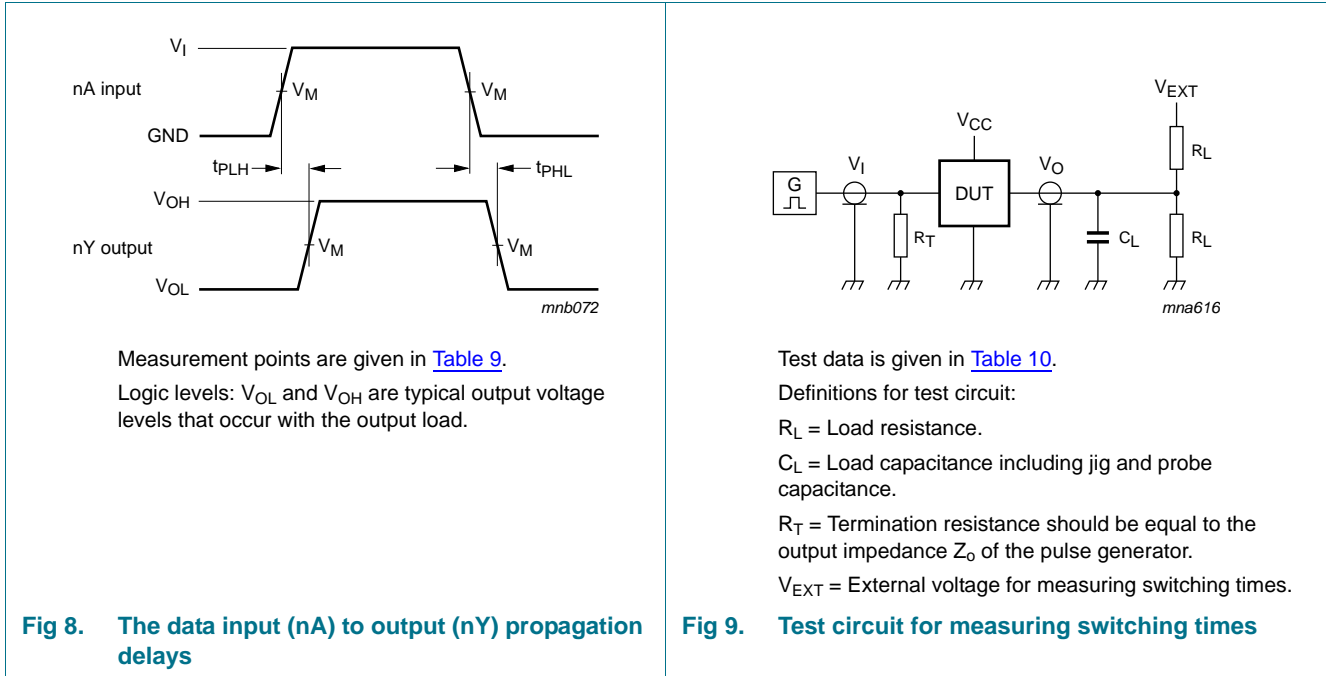 VI
nA input
VM
VM
GND
tPLH
tPHL
VOH
nY output
VM
VM
VOL
mnb072
Measurement points are given in Table 9.
Logic levels: VOL and VOH are typical output voltage
levels that occur with the output load.
Fig 8. The data input (nA) to output (nY) propagation
delays
VEXT
VCC
RL
VI
VO
G
DUT
RT
CL
RL
mna616
Test data is given in Table 10.
Definitions for test circuit:
RL = Load resistance.
CL = Load capacitance including jig and probe
capacitance.
RT = Termination resistance should be equal to the
output impedance Zo of the pulse generator.
VEXT = External voltage for measuring switching times.
Fig 9. Test circuit for measuring switching times